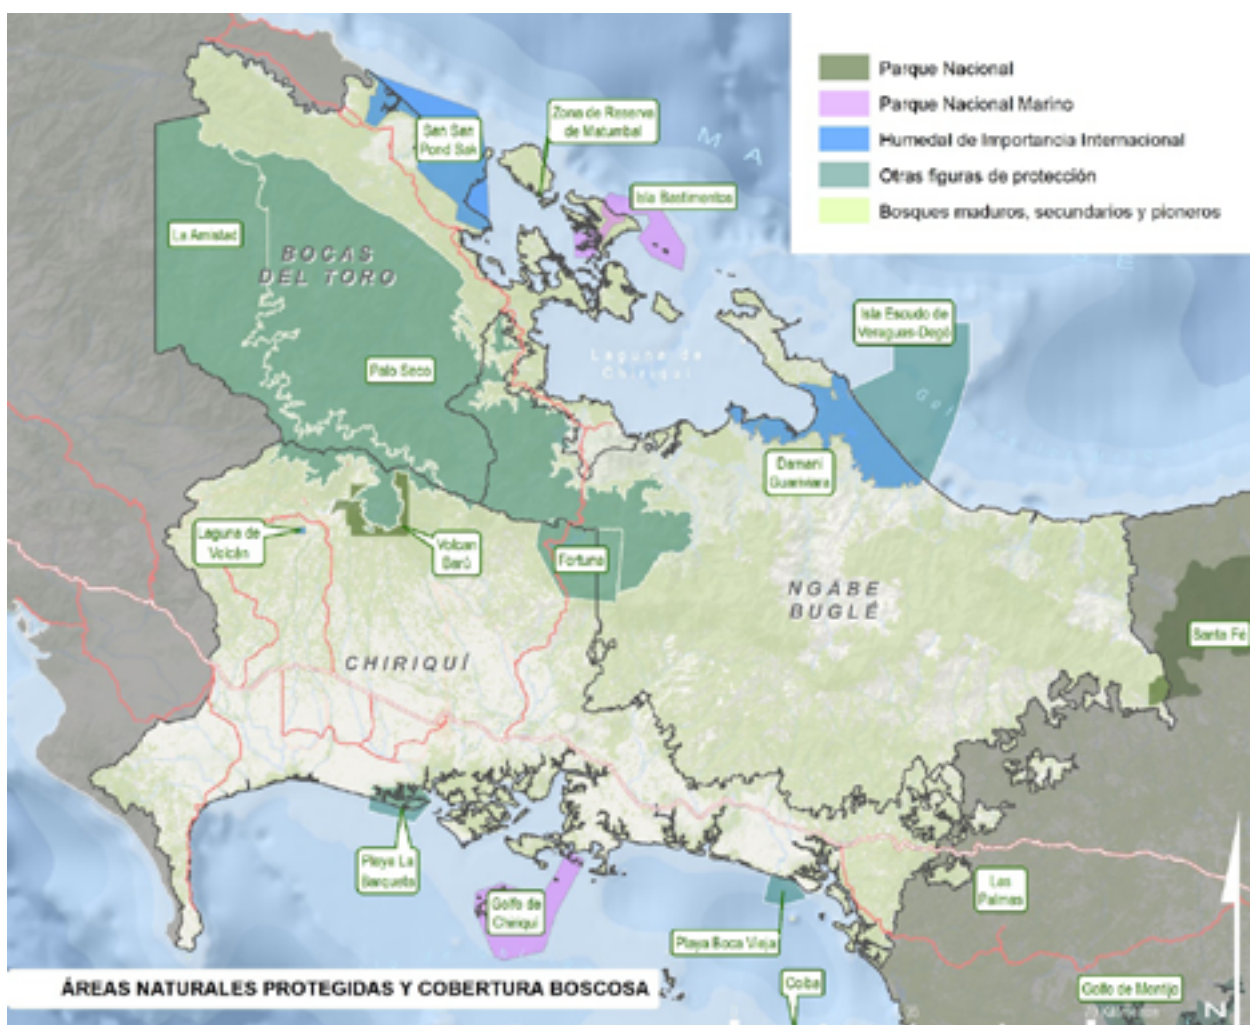 Parque Nacional
Parque Nacional Marino
Humedal de Importancia Internacional
Otras figuras de protección
Bosques maduros, secundarios y pioneros
Zona de Reserva
de Matumbal
San San
Pond Sak
M A
Isla Bastimentos
La Amistad
BOCAS
DEL TORO
Isla Escudo de
Veraguas-Degó
Laguna de
Chiriquí
Palo Seco
Damani
Guariviara
Laguna de
Volcán
Volcan
Barú
Fortuna
NGÄBE
BUGLÉ
Santa Fé
CHIRIQUÍ
Playa La
Barqueta
Golfo de
Chiriquí
Las
Palmas
Playa Boca Vieja
Coiba
Golfo de Montijo
ÁREAS NATURALES PROTEGIDAS Y COBERTURA BOSCOSA
N